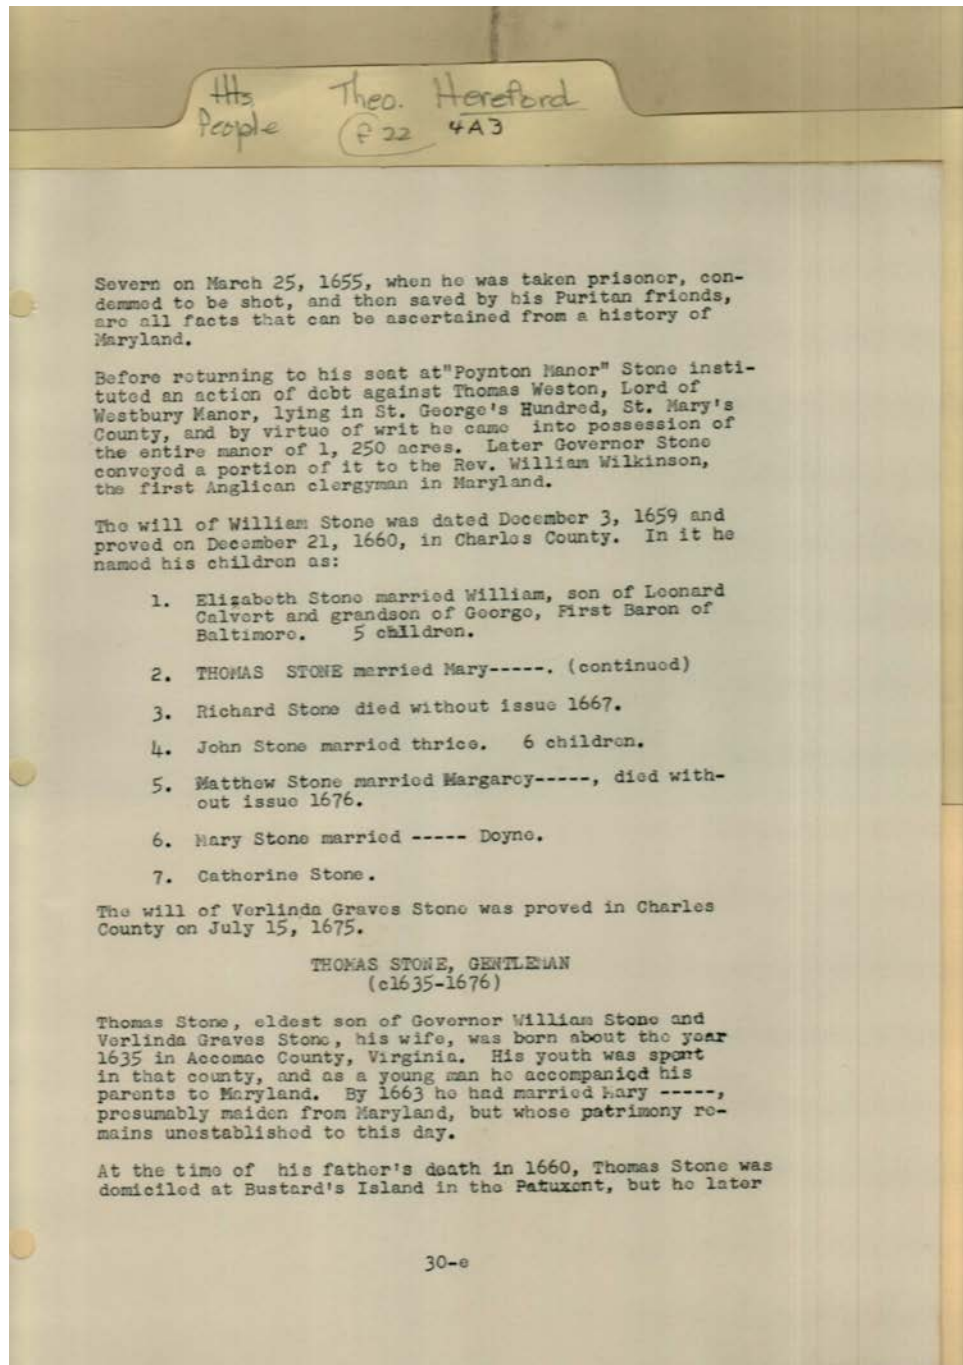 Hts Theo. Hereford
People F 22 4A3
Severn on March 25, 1655, when he was taken prisoner, con-
demmed to be shot, and then saved by his Puritan friends,
are all facts that can be ascertained from a history of
Maryland.
Before returning to his seat at"Poynton Manor" Stone insti-
tuted an action of debt against Thomas Weston, Lord of
Westbury Manor, lying in St. George's Hundred, St. Mary's
County, and by virtue of writ he came into possession of
the entire manor of 1, 250 acres. Later Governor Stone
conveyed a portion of it to the Rev. William Wilkinson,
the first Anglican clergyman in Maryland.
The will of William Stone was dated December 3, 1659 and
proved on December 21, 1660, in Charles County. In it he
named his children as:
1. Elizabeth Stone married William, son of Leonard
Calvert and grandson of George, First Baron of
Baltimore. 5 children.
2. THOMAS STONE married Mary-----. (continued)
3. Richard Stone died without issue 1667.
4. John Stone married thrice. 6 children.
5. Matthew Stone married Margarey-----, died with-
out issue 1676.
6. Mary Stone married ----- Doyne.
7. Catherine Stone.
The will of Verlinda Graves Stone was proved in Charles
County on July 15, 1675.
THOMAS STONE, GENTLEMAN
(c1635-1676)
Thomas Stone, eldest son of Governor William Stone and
Verlinda Graves Stone, his wife, was born about the year
1635 in Accomac County, Virginia. His youth was spent
in that county, and as a young man he accompanied his
parents to Maryland. By 1663 he had married Mary -----,
presumably maiden from Maryland, but whose patrimony re-
mains unestablished to this day.
At the time of his father's death in 1660, Thomas Stone was
domiciled at Bustard's Island in the Patuxent, but he later
30-e